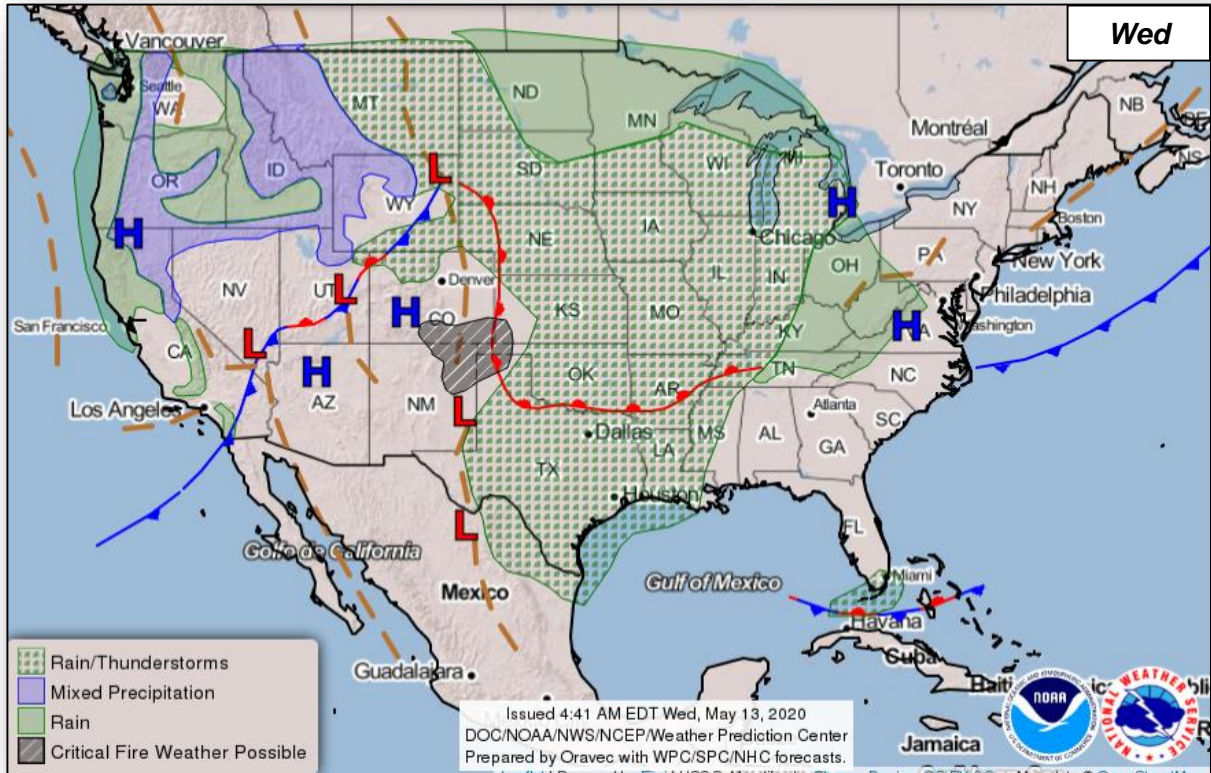 Wed
Vancouver
Seattle
WA
MT
ND
MN
Montréal
NB
NS
OR
ID
SD
WI
MI
Toronto
NH
WY
NY
Boston
NE
IA
Chicago
PA
New York
NV
UT
Denver
IL
IN
OH
Philadelphia
San Francisco
CO
KS
MO
KY
Washington
CA
OK
AR
TN
NC
Los Angeles
AZ
NM
Atlanta
SC
Dallas
MS
AL
GA
LA
TX
Houston
FL
Golfo de California
Mexico
Gulf of Mexico
Miami
Havana
Cuba
Guadalajara
Jamaica
H
H
H
H
H
L
L
L
L
L
Rain/Thunderstorms
Mixed Precipitation
Rain
Critical Fire Weather Possible
Issued 4:41 AM EDT Wed, May 13, 2020
DOC/NOAA/NWS/NCEP/Weather Prediction Center
Prepared by Oravec with WPC/SPC/NHC forecasts.
NOAA
NATIONAL WEATHER SERVICE